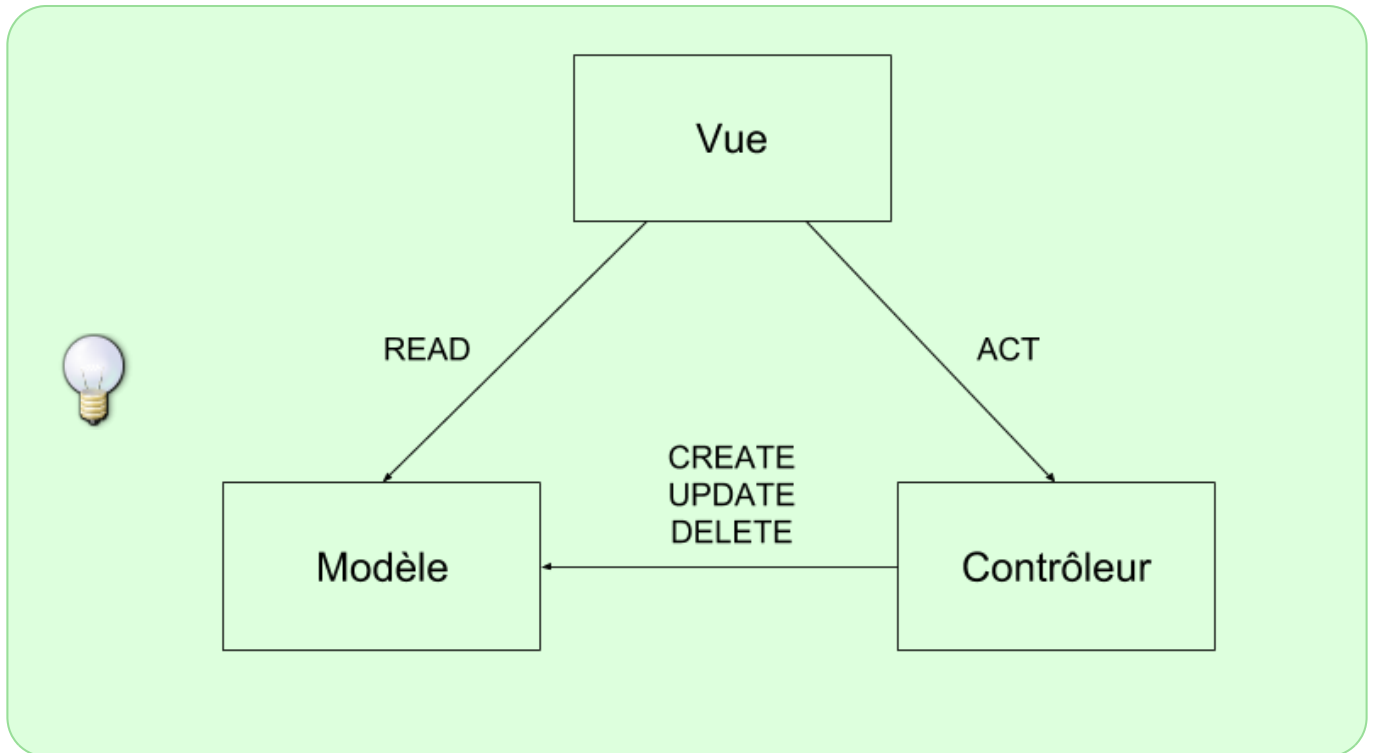 Vue
READ
ACT
CREATE
UPDATE
DELETE
Modèle
Contrôleur